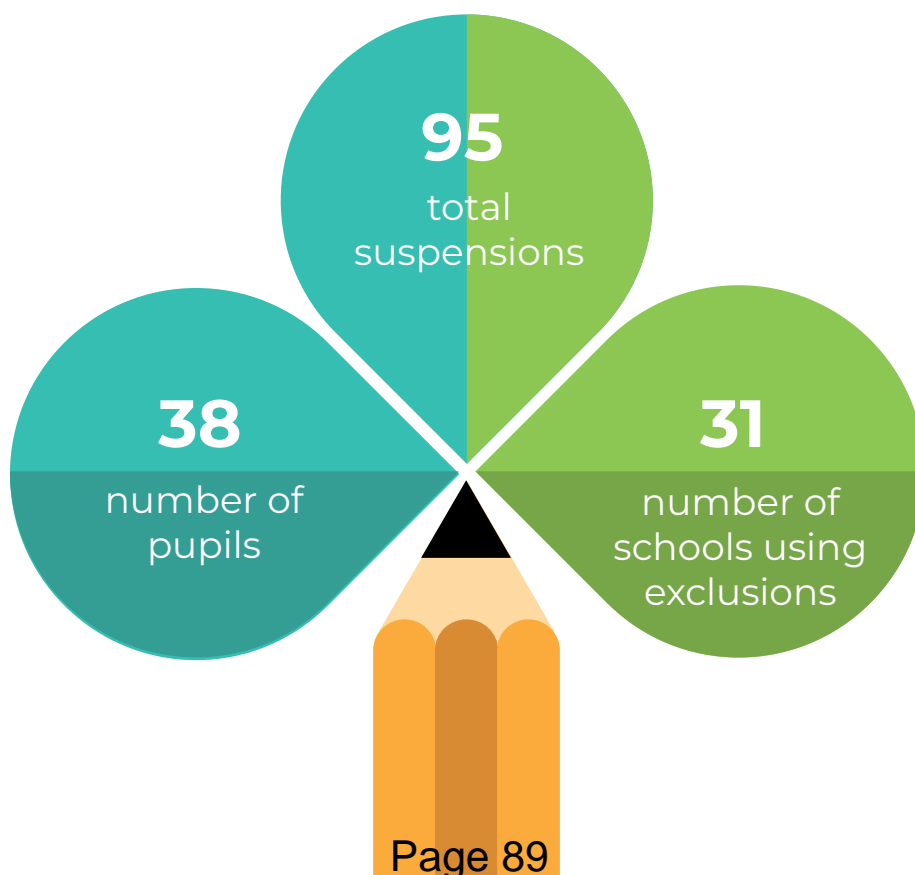 95
total
suspensions
38
number of
pupils
31
number of
schools using
exclusions
Page 89